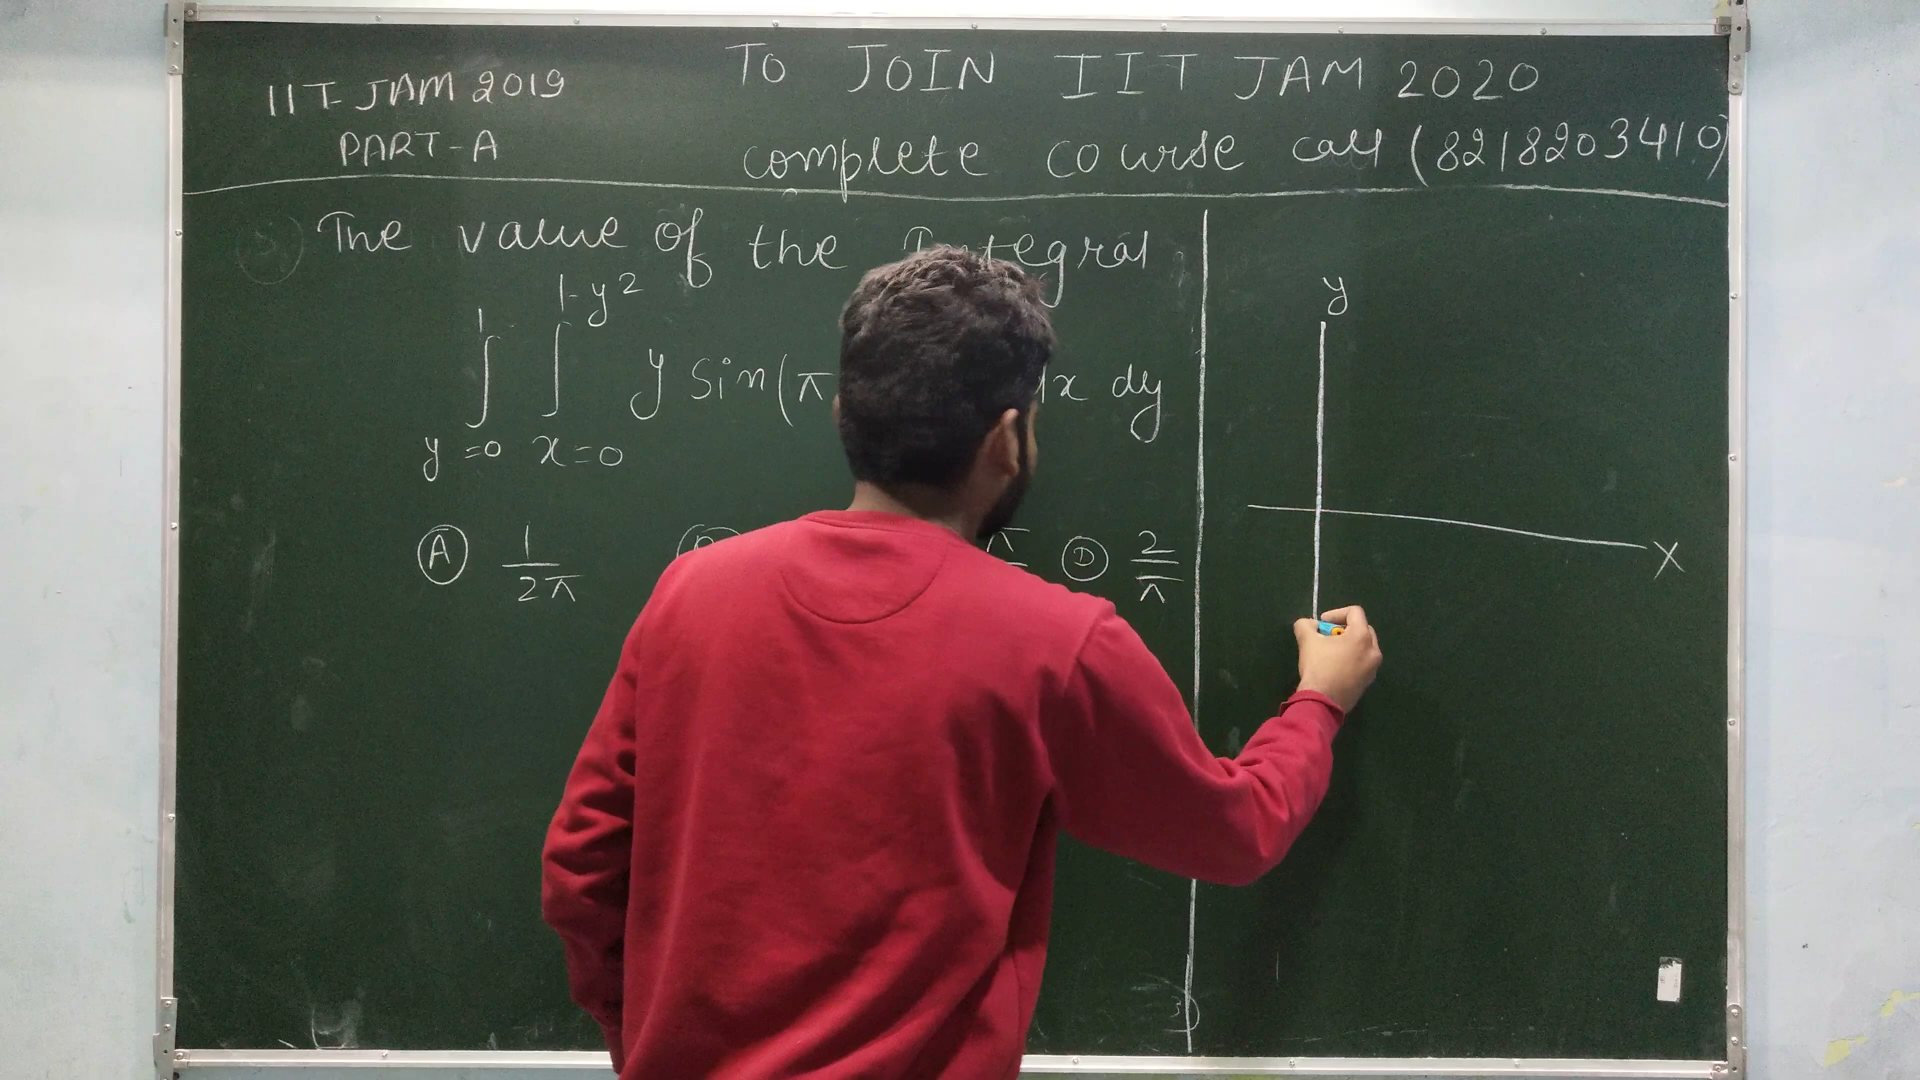 IIT-JAM 2019
PART-A
TO JOIN IIT JAM 2020
complete course call (8218203410)
The value of the Integral
1 1-y²
∫ ∫ y sin(π dx dy
y=0 x=0
A 1/2π π D 2/π
y
X